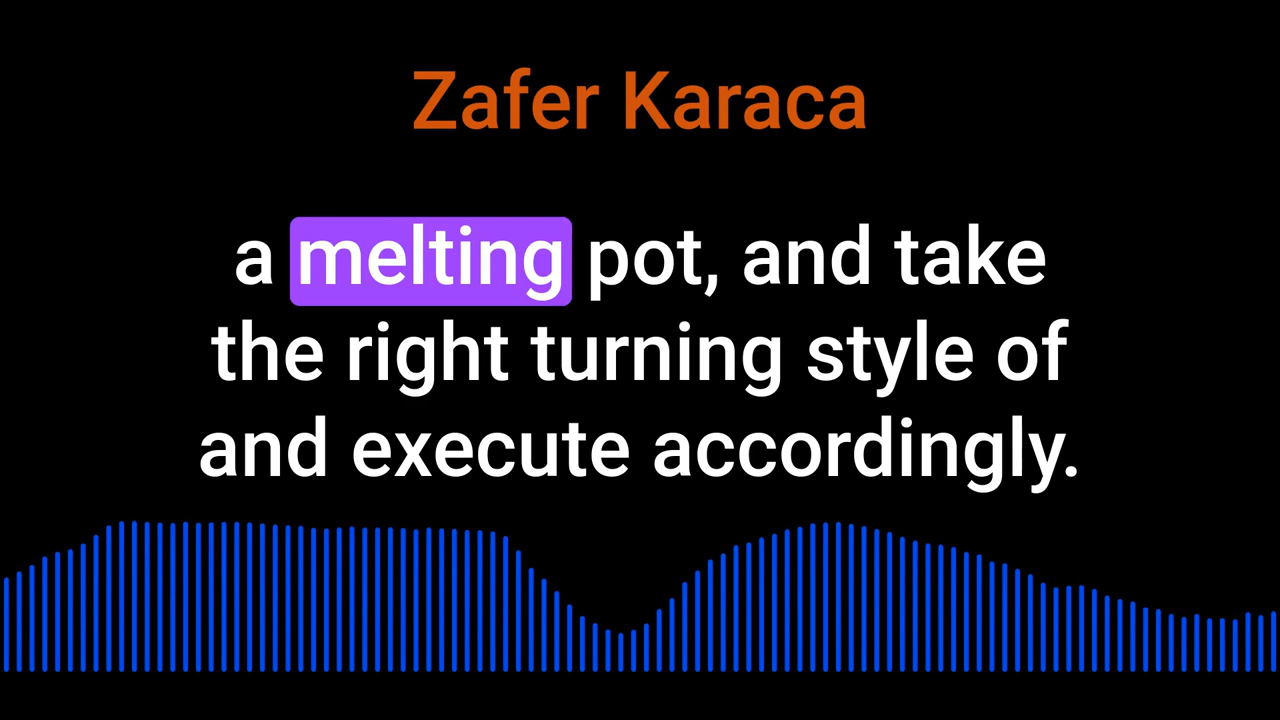 Zafer Karaca
a melting pot, and take
the right turning style of
and execute accordingly.